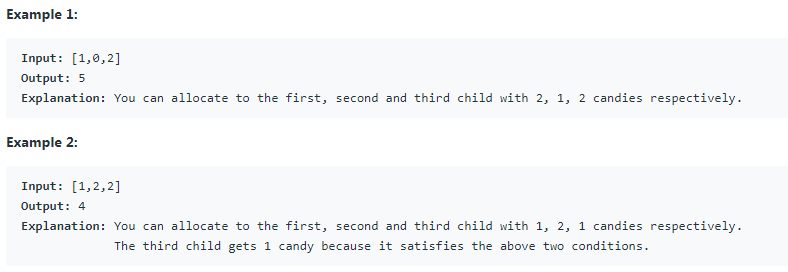 Example 1:
Input: [1,0,2]
Output: 5
Explanation: You can allocate to the first, second and third child with 2, 1, 2 candies respectively.
Example 2:
Input: [1,2,2]
Output: 4
Explanation: You can allocate to the first, second and third child with 1, 2, 1 candies respectively.
The third child gets 1 candy because it satisfies the above two conditions.